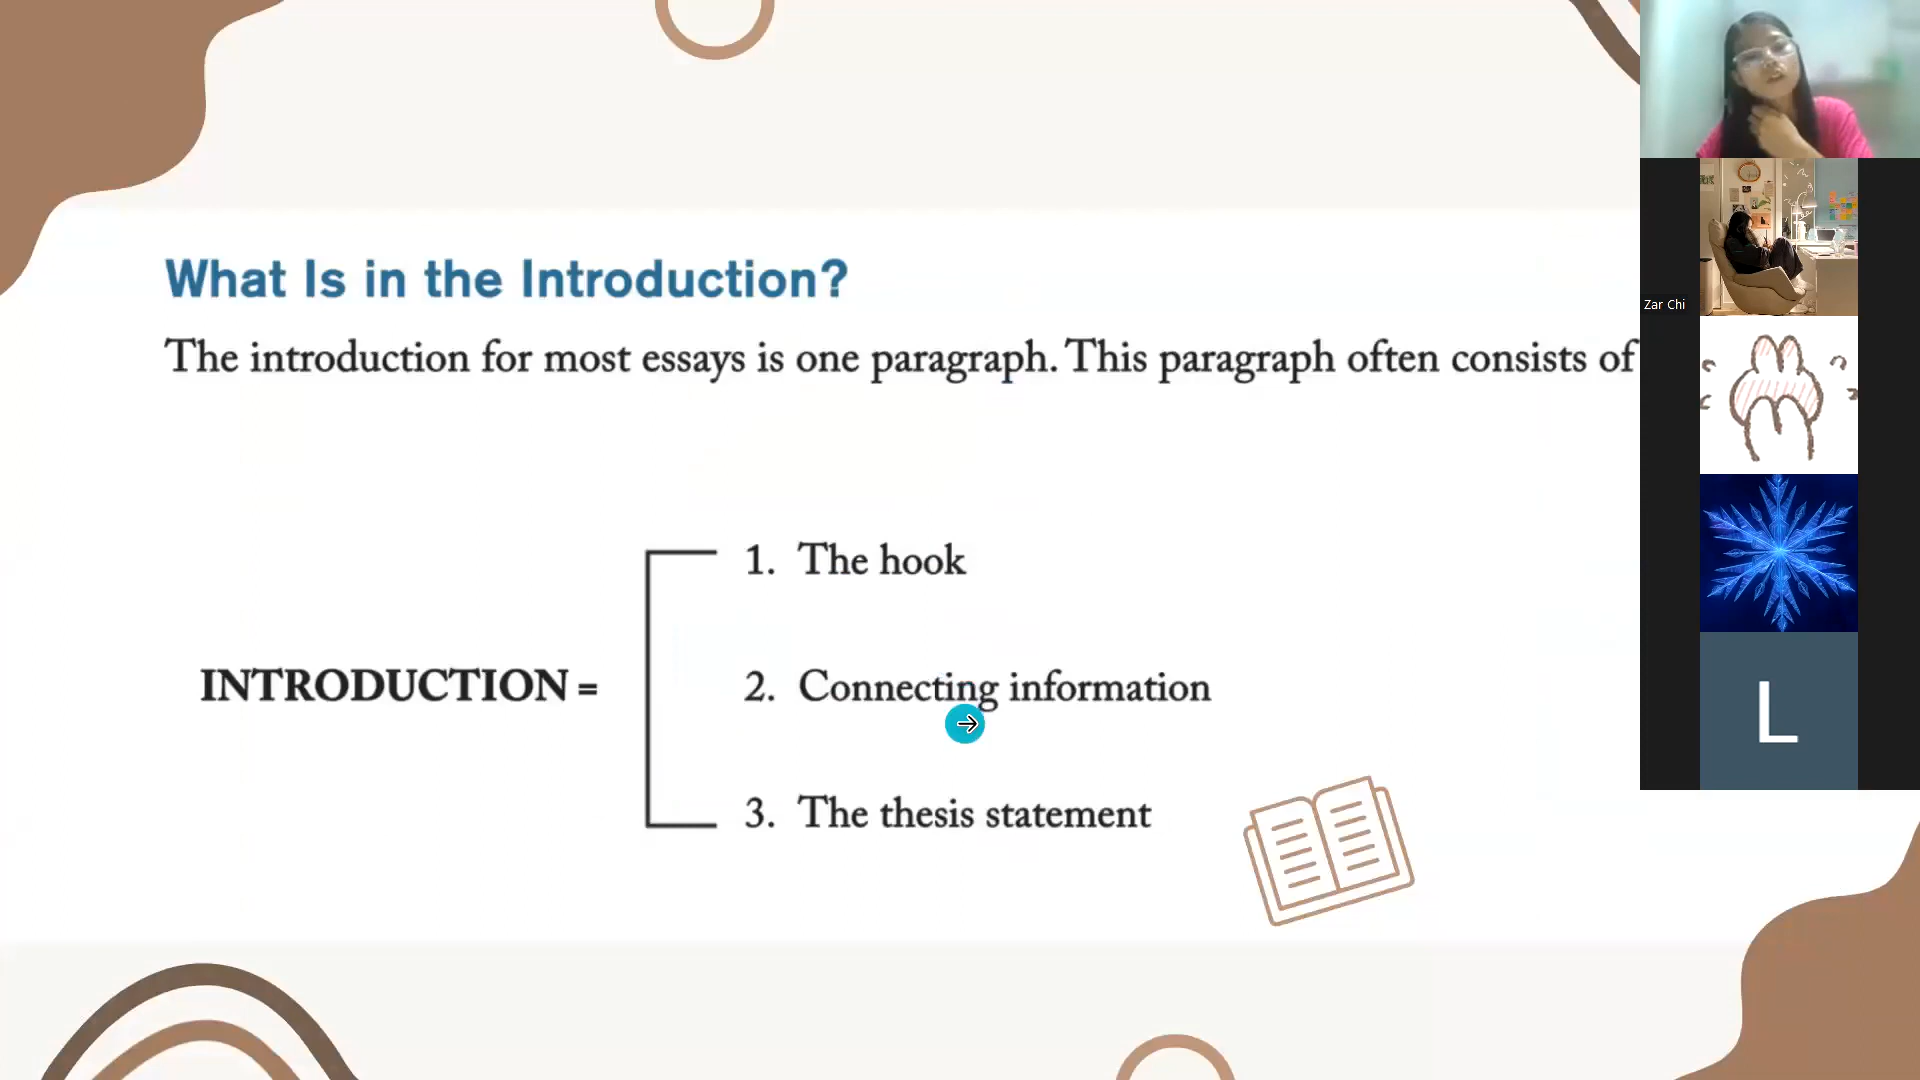 What Is in the Introduction?
The introduction for most essays is one paragraph. This paragraph often consists of
1. The hook
INTRODUCTION = 2. Connecting information
3. The thesis statement
Zar Chi
L